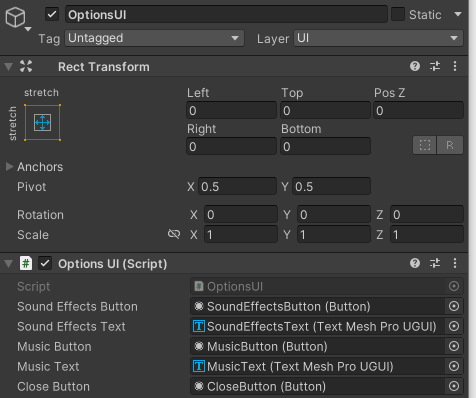 OptionsUI Static
Tag Untagged Layer UI
Rect Transform
stretch Left Top Pos Z
stretch 0 0 0
Right Bottom
0 0 R
Anchors
Pivot X 0.5 Y 0.5
Rotation X 0 Y 0 Z 0
Scale X 1 Y 1 Z 1
# Options UI (Script)
Script OptionsUI
Sound Effects Button SoundEffectsButton (Button)
Sound Effects Text SoundEffectsText (Text Mesh Pro UGUI)
Music Button MusicButton (Button)
Music Text MusicText (Text Mesh Pro UGUI)
Close Button CloseButton (Button)